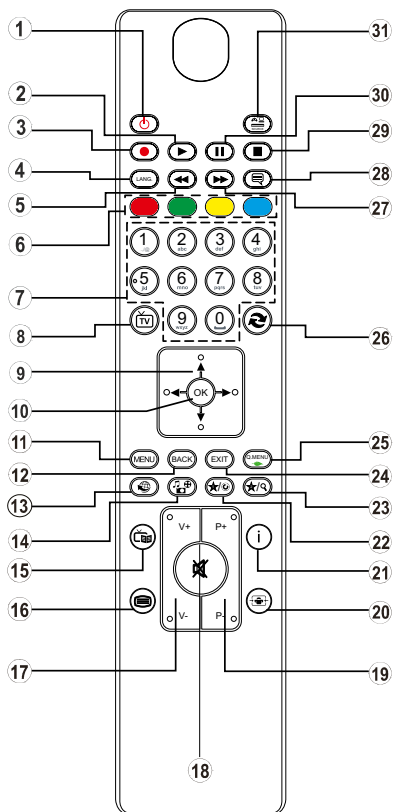 1
31
2
30
3
29
4
LANG.
28
5
27
6
1
2 abc
3 def
4 ghi
7
5 jkl
6 mno
7 pqrs
8 tuv
8
TV
9 wxyz
0
26
9
10
OK
11
MENU
BACK
EXIT
Q.MENU
25
12
24
13
23
14
22
15
V+
P+
i
21
16
20
V-
P-
17
19
18